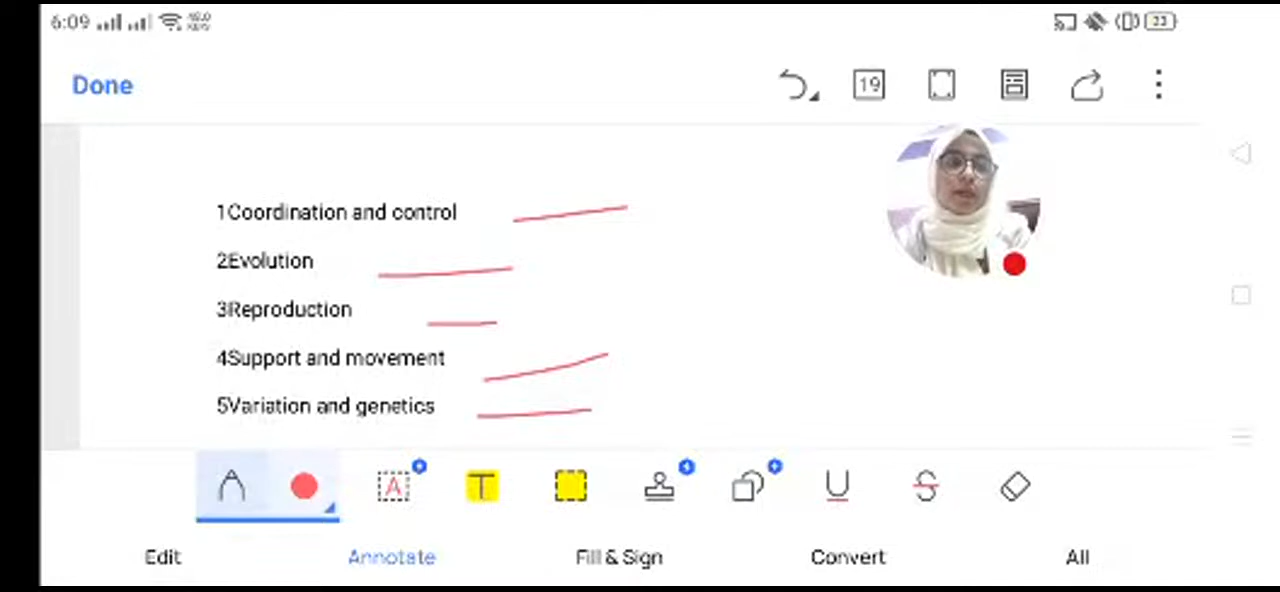 6:09
23
Done
19
1Coordination and control
2Evolution
3Reproduction
4Support and movement
5Variation and genetics
A
T
U
S
Edit Annotate Fill & Sign Convert All